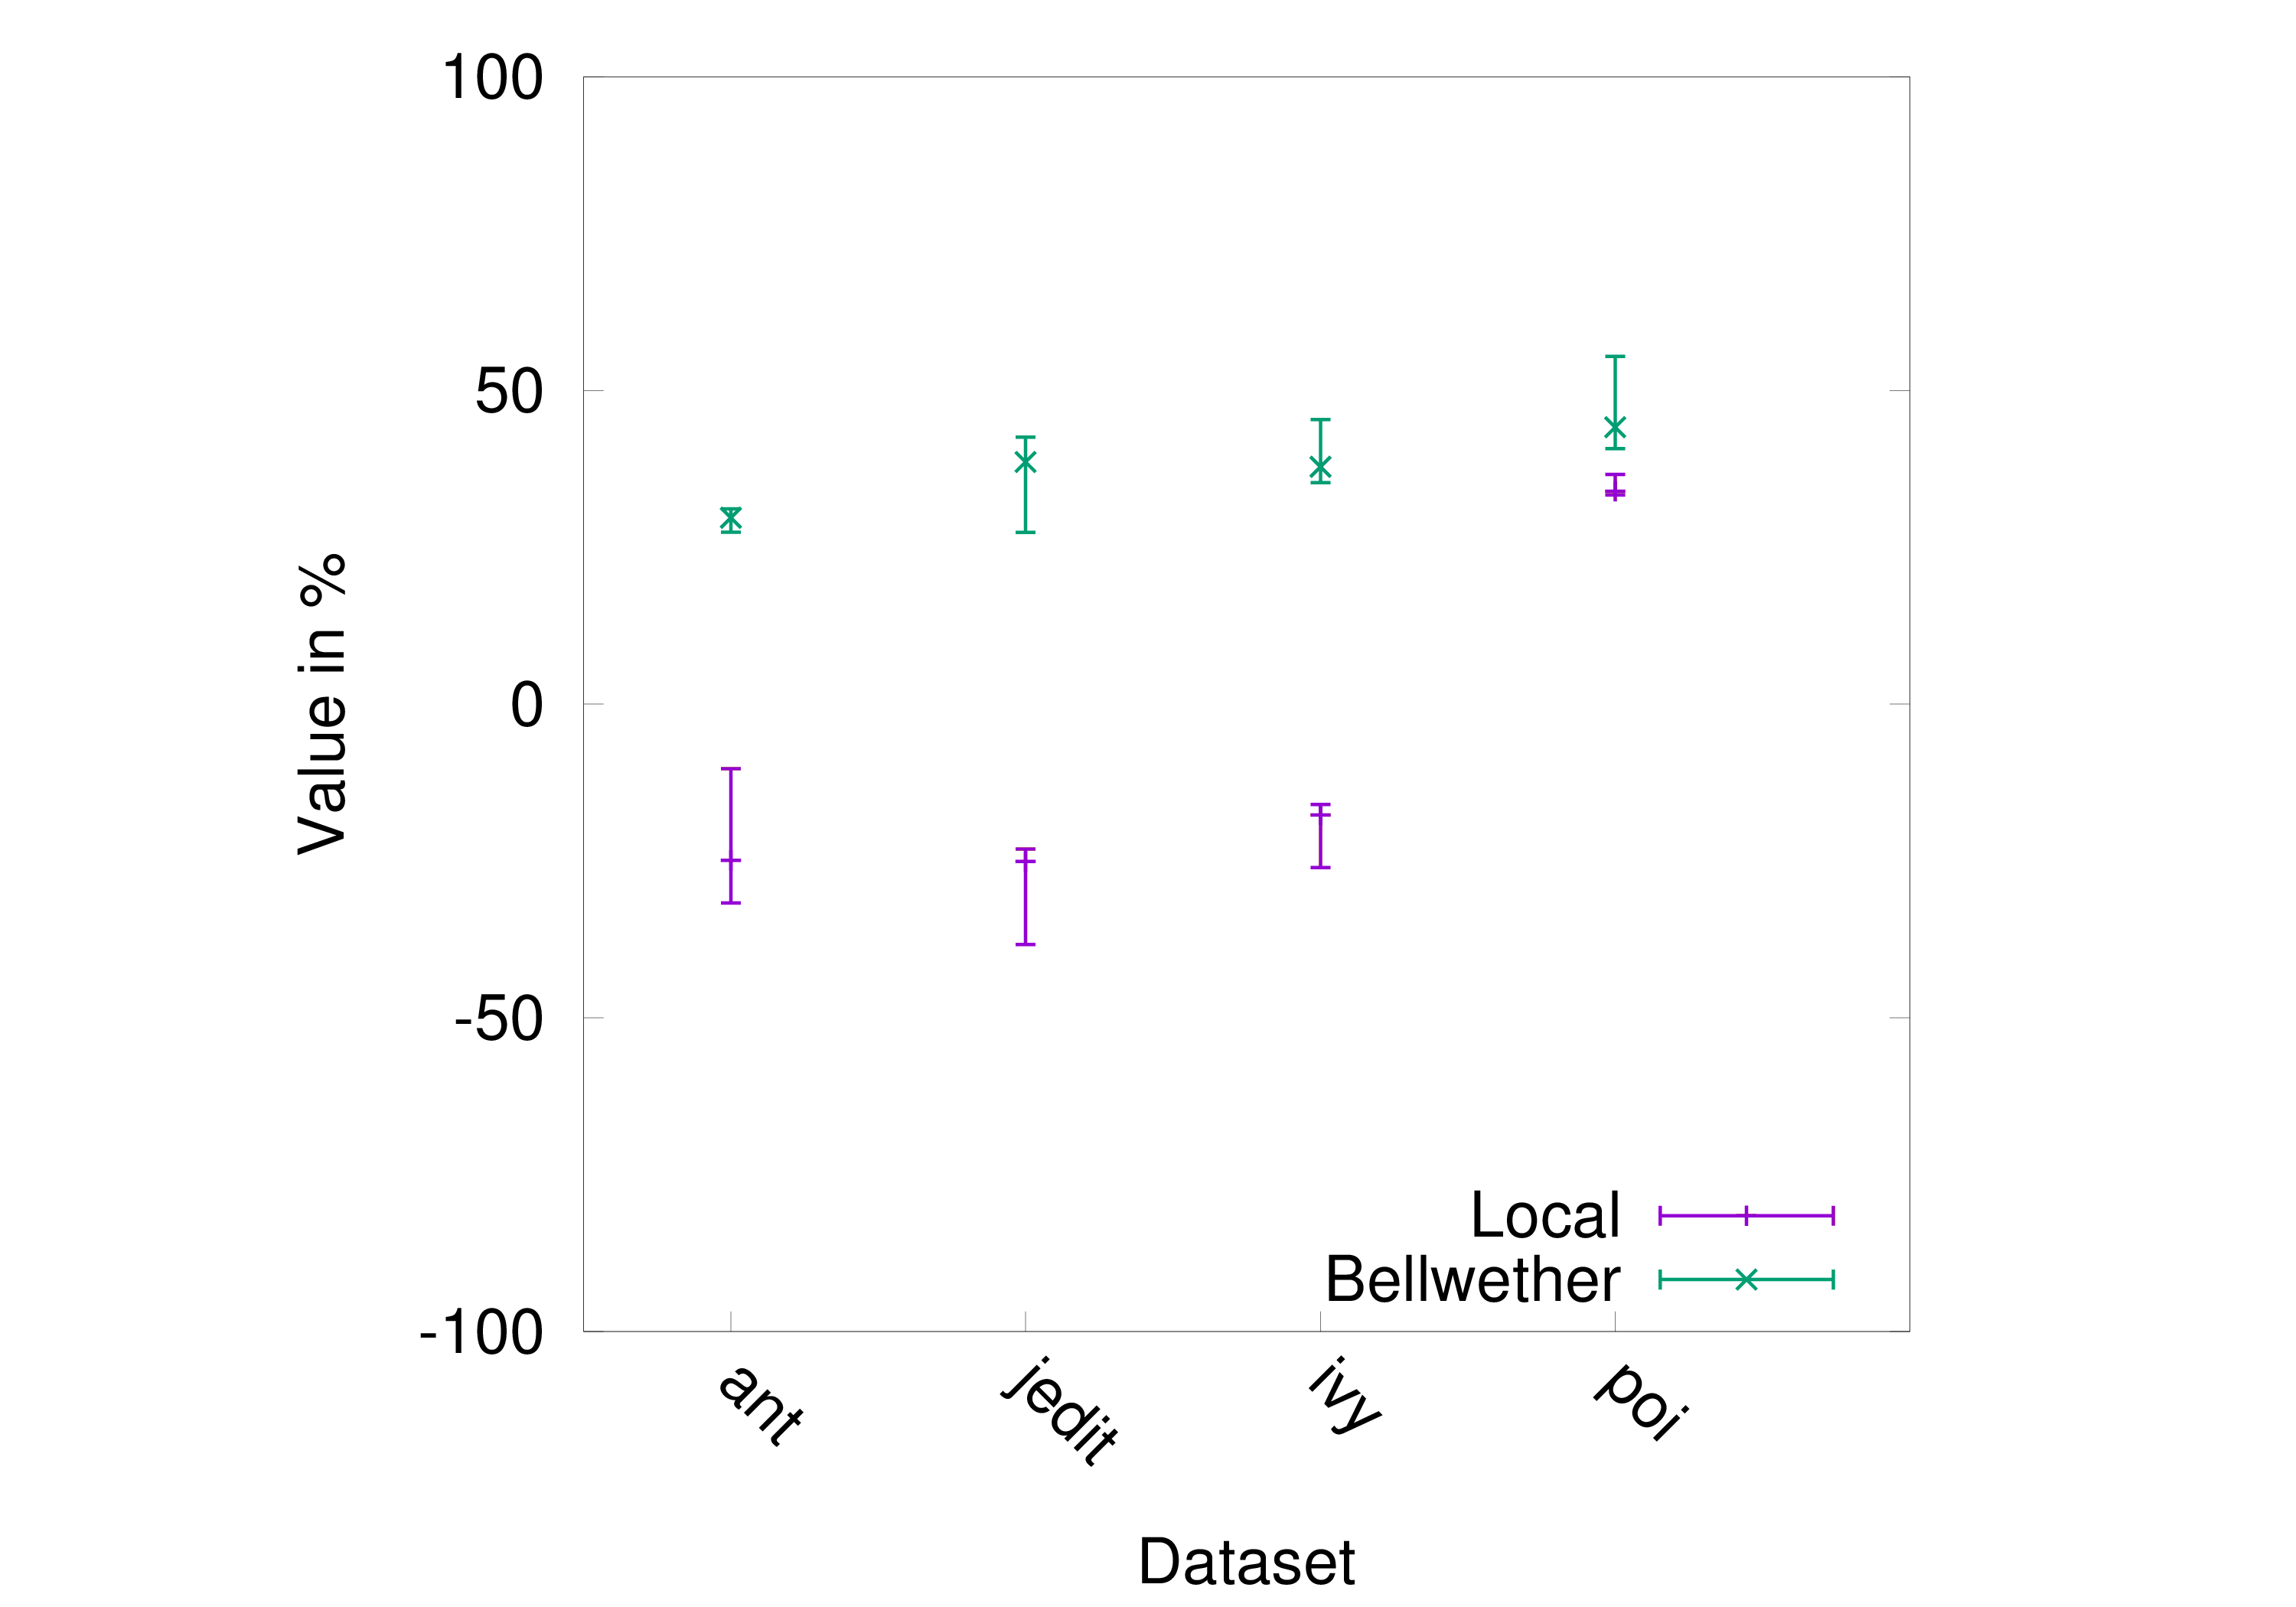 100
50
0
-50
-100
Value in %
Local
Bellwether
ant
jedit
ivy
poi
Dataset